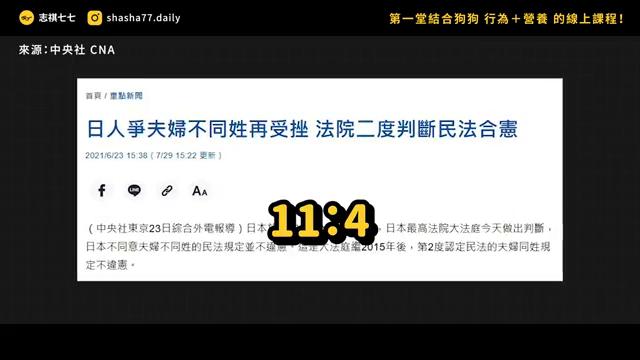 志祺七七
shasha77.daily
第一堂結合狗狗 行為＋營養 的線上課程！
來源：中央社 CNA
首頁 / 重點新聞
日人爭夫婦不同姓再受挫 法院二度判斷民法合憲
2021/6/23 15:38（7/29 15:22 更新）
11:4
（中央社東京23日綜合外電報導）日本 ，日本最高法院大法庭今天做出判斷，
日本不同意夫婦不同姓的民法規定並不違憲。這是大法庭繼2015年後，第2度認定民法的夫婦同姓規
定不違憲。